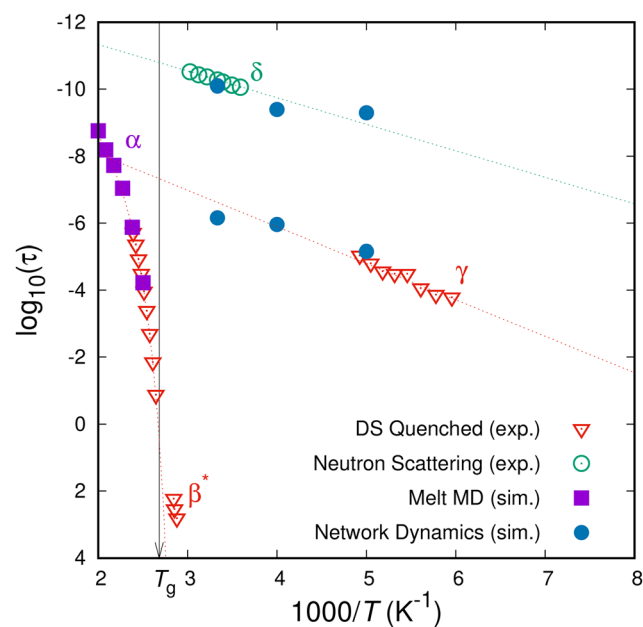 -12
-10
-8
-6
-4
-2
0
2
4
log10(τ)
δ
α
γ
β*
DS Quenched (exp.)
Neutron Scattering (exp.)
Melt MD (sim.)
Network Dynamics (sim.)
2 Tg 3 4 5 6 7 8
1000/T (K-1)